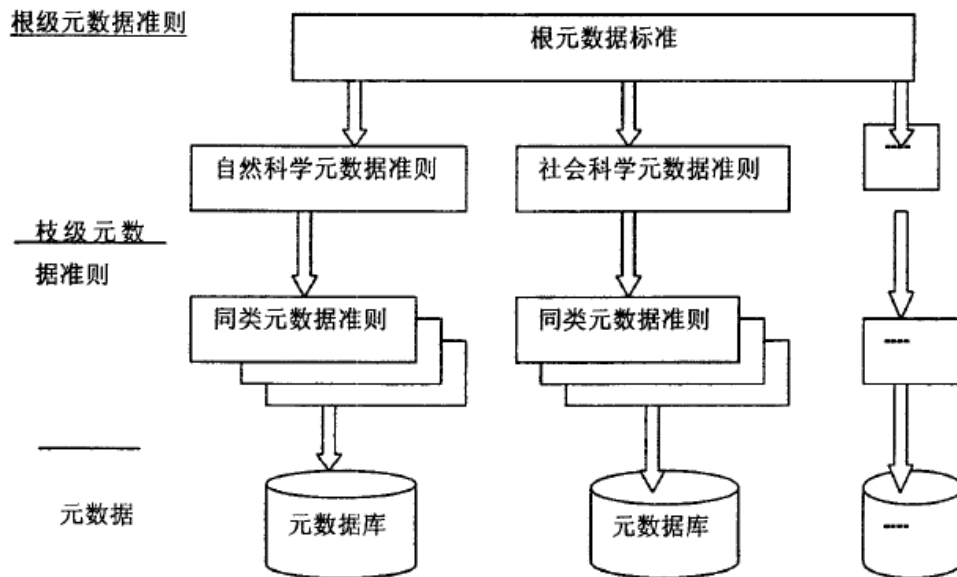 根级元数据准则
根元数据标准
自然科学元数据准则
社会科学元数据准则
----
枝级元数
据准则
同类元数据准则
同类元数据准则
----
元数据
元数据库
元数据库
----